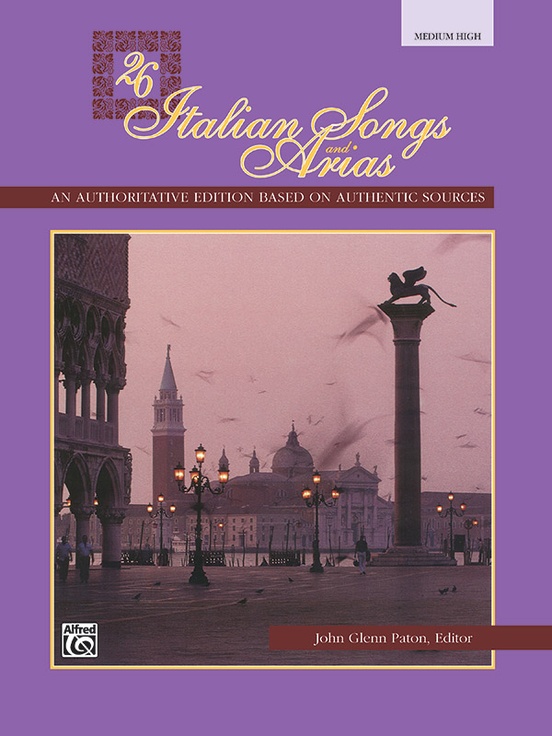 MEDIUM HIGH
26
Italian Songs
and
Arias
AN AUTHORITATIVE EDITION BASED ON AUTHENTIC SOURCES
John Glenn Paton, Editor
Alfred